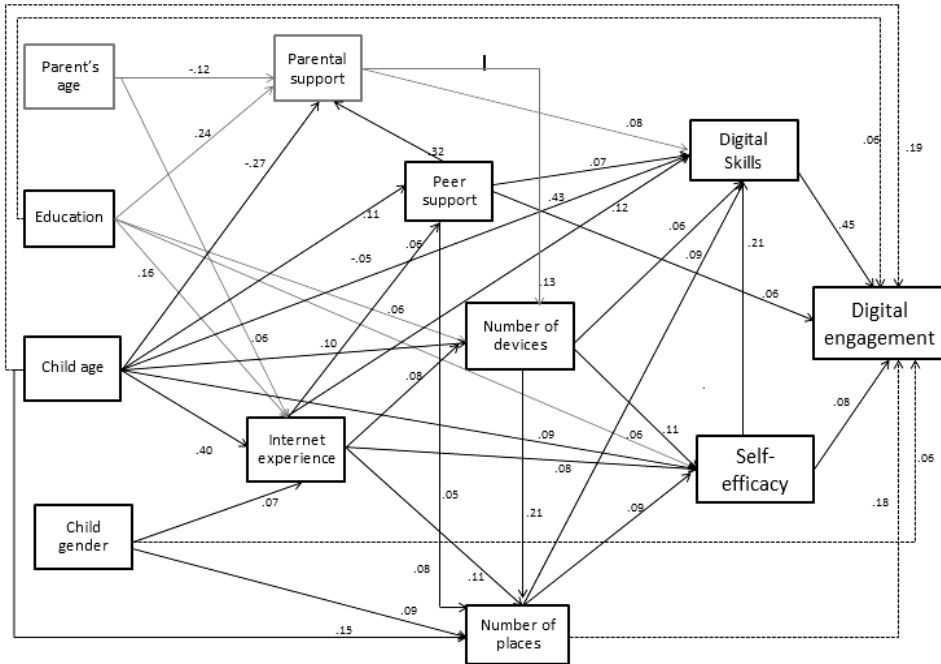 Parent's
age
-.12
Parental
support
.24
-.27
.32
.08
.06
.19
Digital
Skills
Peer
support
.07
.43
.12
.11
.06
-.05
.06
.09
.21
.45
Education
.16
.06
.06
.13
.06
Digital
engagement
Number of
devices
.10
.08
Child age
.40
Internet
experience
.09
.06
.11
.08
.08
Self-
efficacy
.07
.05
.21
.09
.18
.06
Child
gender
.08
.11
.09
.15
Number of
places